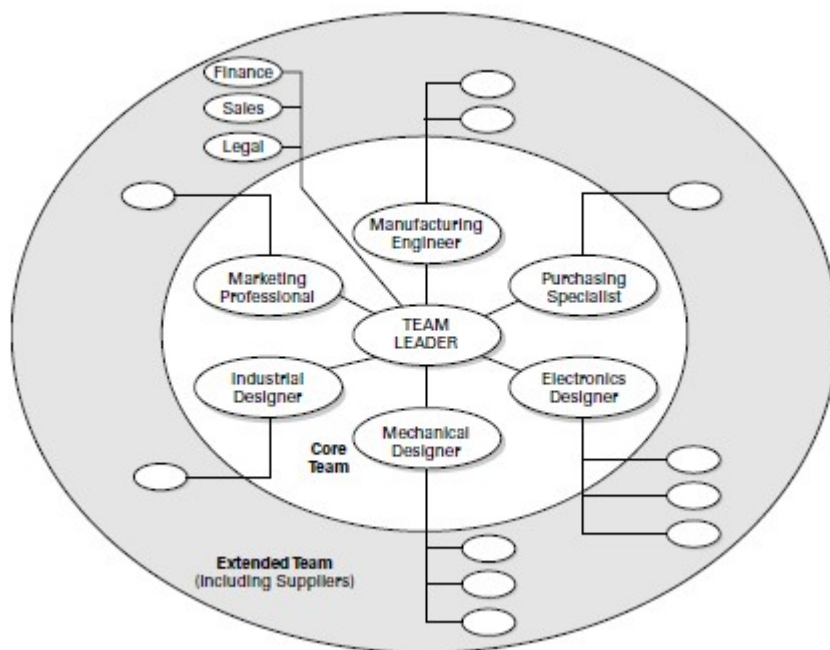 Finance
Sales
Legal
Manufacturing
Engineer
Marketing
Professional
Purchasing
Specialist
TEAM
LEADER
Industrial
Designer
Electronics
Designer
Mechanical
Designer
Core
Team
Extended Team
(Including Suppliers)